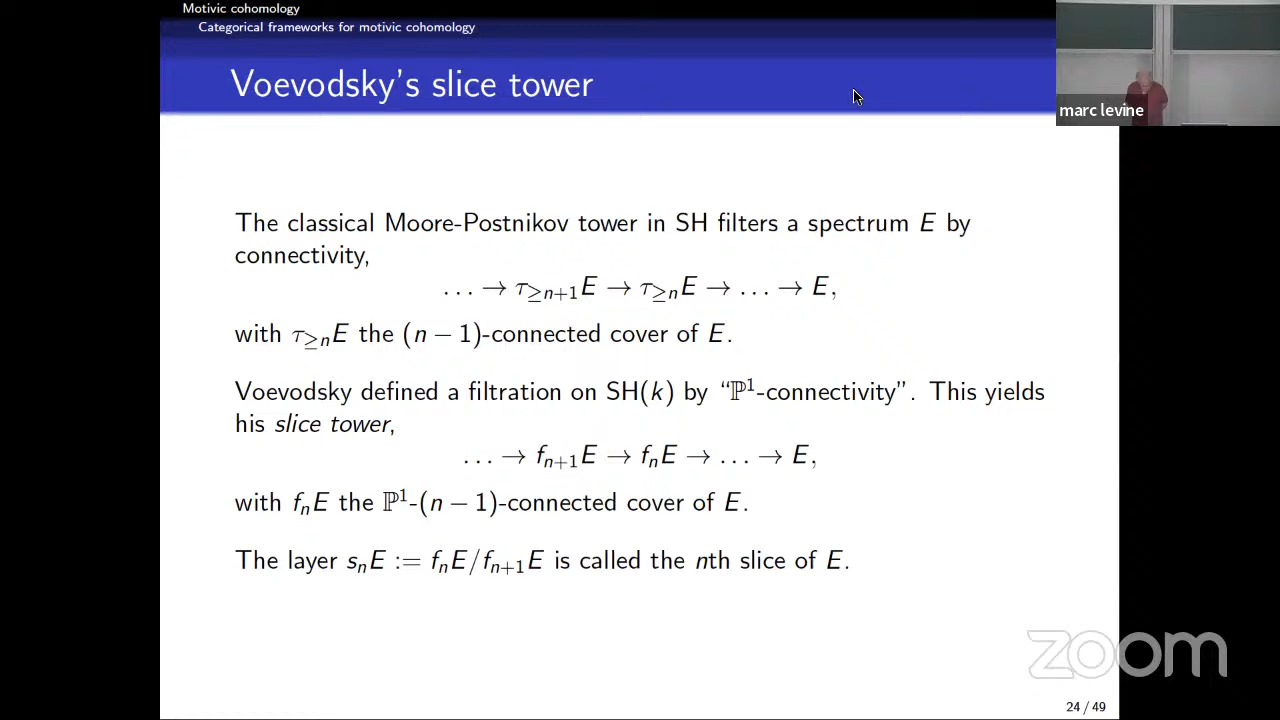 Motivic cohomology
Categorical frameworks for motivic cohomology
Voevodsky's slice tower
marc levine
The classical Moore-Postnikov tower in SH filters a spectrum E by
connectivity,
… → τ≥n+1E → τ≥nE → … → E,
with τ≥nE the (n − 1)-connected cover of E.
Voevodsky defined a filtration on SH(k) by “ℙ¹-connectivity”. This yields
his slice tower,
… → fn+1E → fnE → … → E,
with fnE the ℙ¹-(n − 1)-connected cover of E.
The layer snE := fnE/fn+1E is called the nth slice of E.
zoom
24 / 49